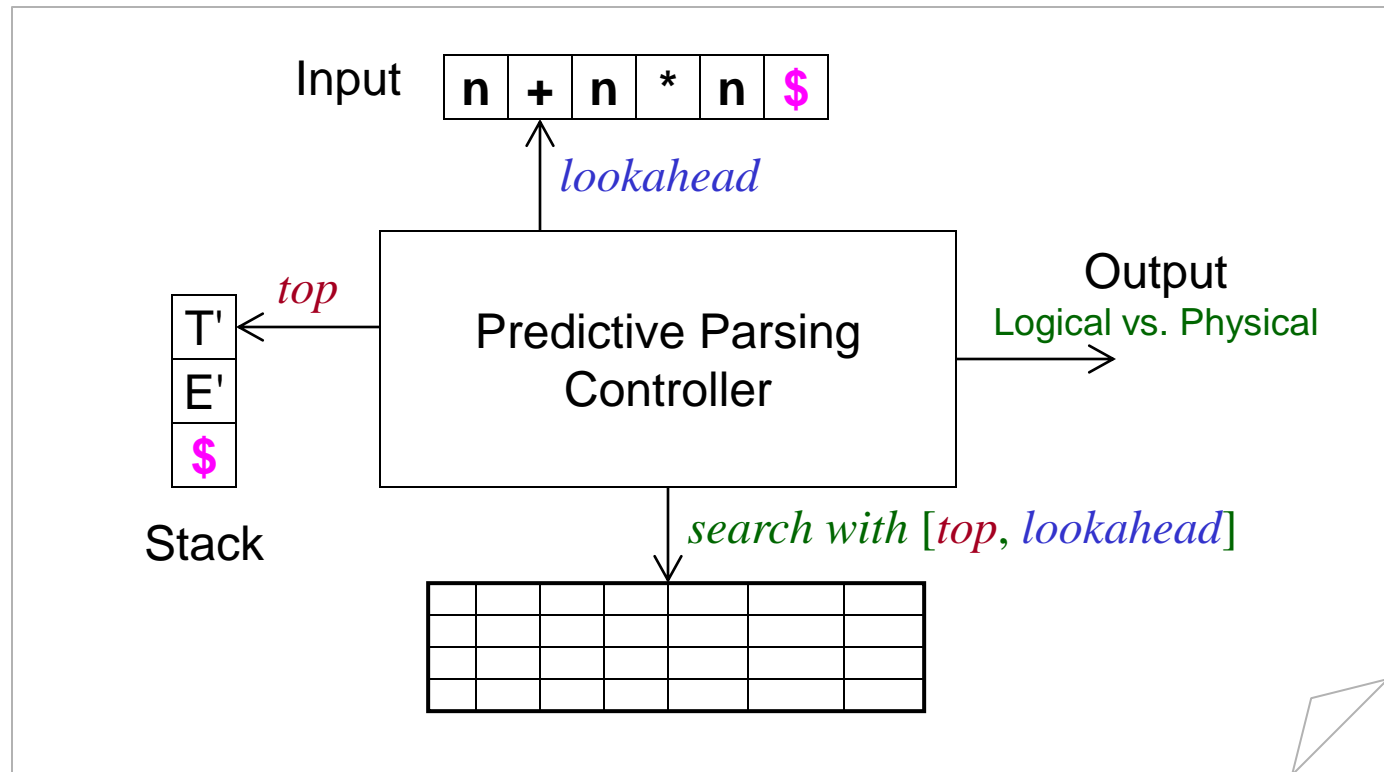 Input n + n * n $
lookahead
top
T'
E'
$
Stack
Predictive Parsing
Controller
Output
Logical vs. Physical
search with [top, lookahead]